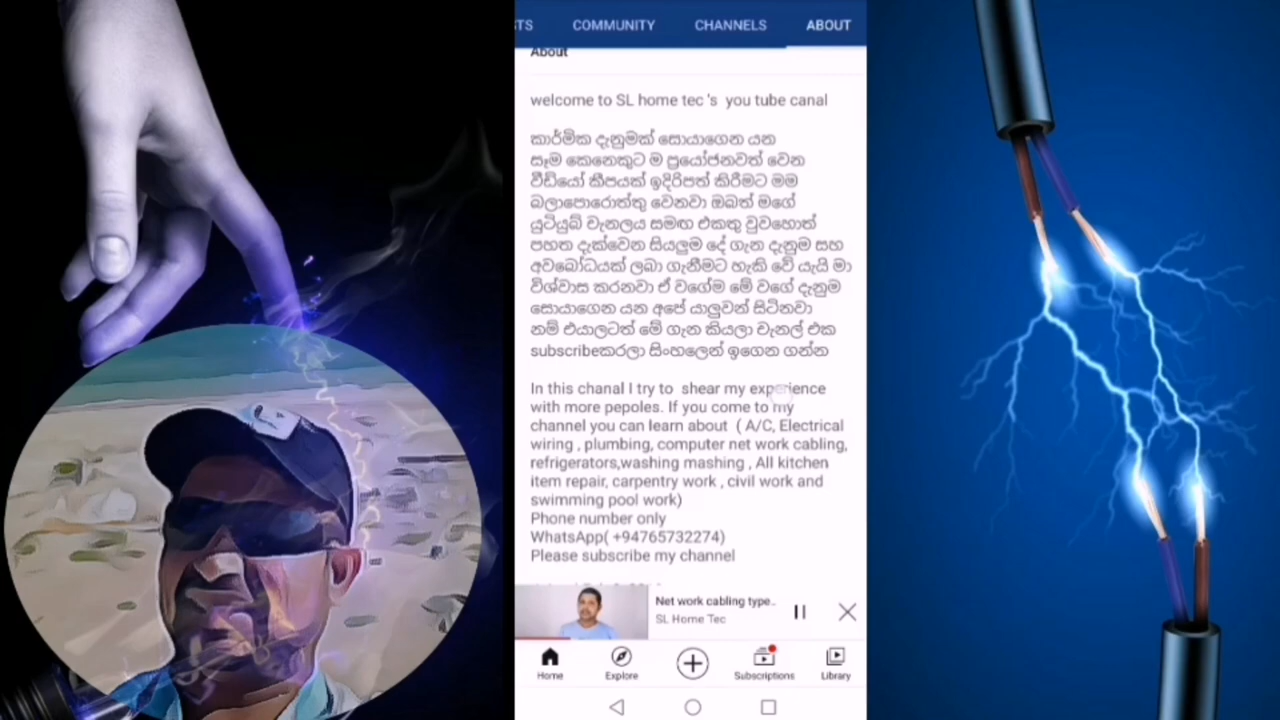 COMMUNITY
CHANNELS
ABOUT
About
welcome to SL home tec 's you tube canal
කාර්මික දැනුමක් සොයාගෙන යන
සෑම කෙනෙකුට ම ප්‍රයෝජනවත් වෙන
වීඩියෝ කීපයක් ඉදිරිපත් කිරීමට මම
බලාපොරොත්තු වෙනවා ඔබත් මගේ
යුටියුබ් චැනලය සමඟ එකතු වුවහොත්
පහත දැක්වෙන සියලුම දේ ගැන දැනුම සහ
අවබෝධයක් ලබා ගැනීමට හැකි වේ යැයි මා
විශ්වාස කරනවා ඒ වගේම මේ වගේ දැනුම
සොයාගෙන යන අපේ යාලුවන් සිටිනවා
නම් එයාලටත් මේ ගැන කියලා චැනල් එක
subscribeකරලා සිංහලෙන් ඉගෙන ගන්න
In this chanal I try to shear my experience
with more pepoles. If you come to my
channel you can learn about ( A/C, Electrical
wiring , plumbing, computer net work cabling,
refrigerators,washing mashing , All kitchen
item repair, carpentry work , civil work and
swimming pool work)
Phone number only
WhatsApp( +94765732274)
Please subscribe my channel
Net work cabling type..
SL Home Tec
Home
Explore
Subscriptions
Library